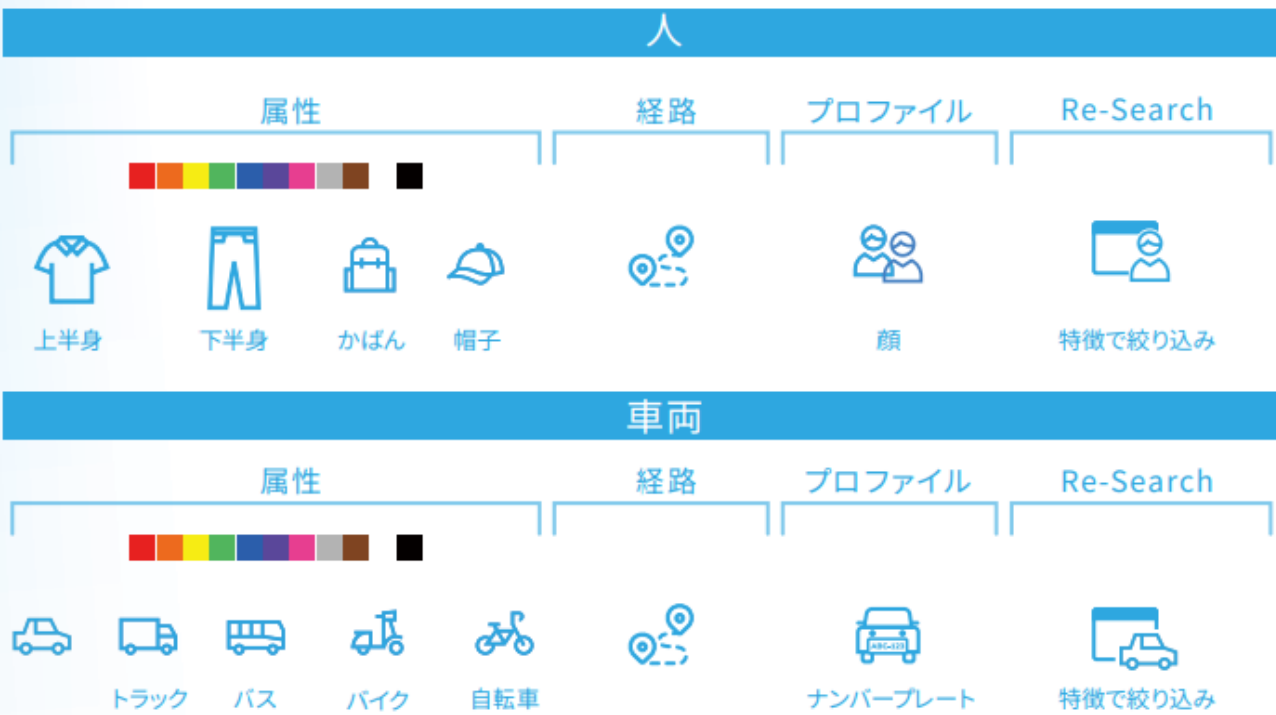 人
属性 経路 プロファイル Re-Search
上半身 下半身 かばん 帽子 顔 特徴で絞り込み
車両
属性 経路 プロファイル Re-Search
ABC-123
トラック バス バイク 自転車 ナンバープレート 特徴で絞り込み